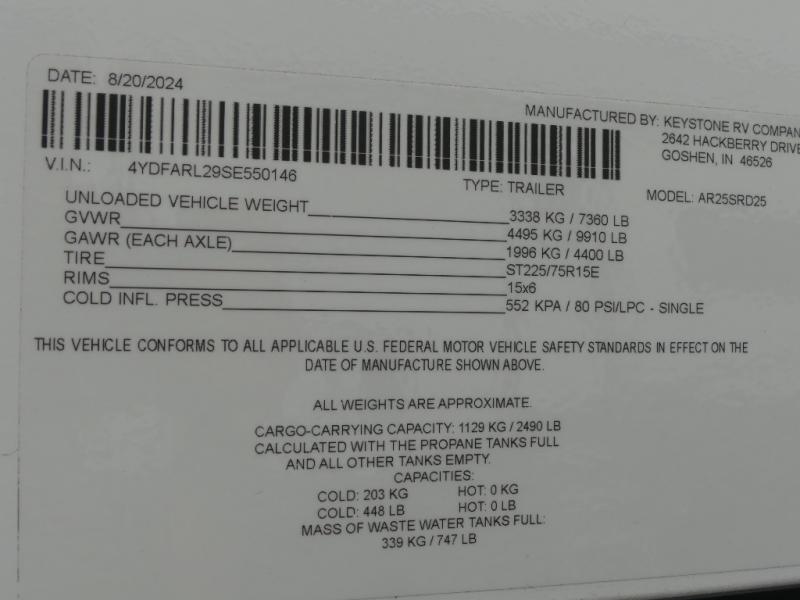 DATE: 8/20/2024
MANUFACTURED BY: KEYSTONE RV COMPAN
2642 HACKBERRY DRIVE
GOSHEN, IN 46526
V.I.N.: 4YDFARL29SE550146
TYPE: TRAILER
MODEL: AR25SRD25
UNLOADED VEHICLE WEIGHT 3338 KG / 7360 LB
GVWR 4495 KG / 9910 LB
GAWR (EACH AXLE) 1996 KG / 4400 LB
TIRE ST225/75R15E
RIMS 15x6
COLD INFL. PRESS 552 KPA / 80 PSI/LPC - SINGLE
THIS VEHICLE CONFORMS TO ALL APPLICABLE U.S. FEDERAL MOTOR VEHICLE SAFETY STANDARDS IN EFFECT ON THE
DATE OF MANUFACTURE SHOWN ABOVE.
ALL WEIGHTS ARE APPROXIMATE.
CARGO-CARRYING CAPACITY: 1129 KG / 2490 LB
CALCULATED WITH THE PROPANE TANKS FULL
AND ALL OTHER TANKS EMPTY.
CAPACITIES:
COLD: 203 KG HOT: 0 KG
COLD: 448 LB HOT: 0 LB
MASS OF WASTE WATER TANKS FULL:
339 KG / 747 LB